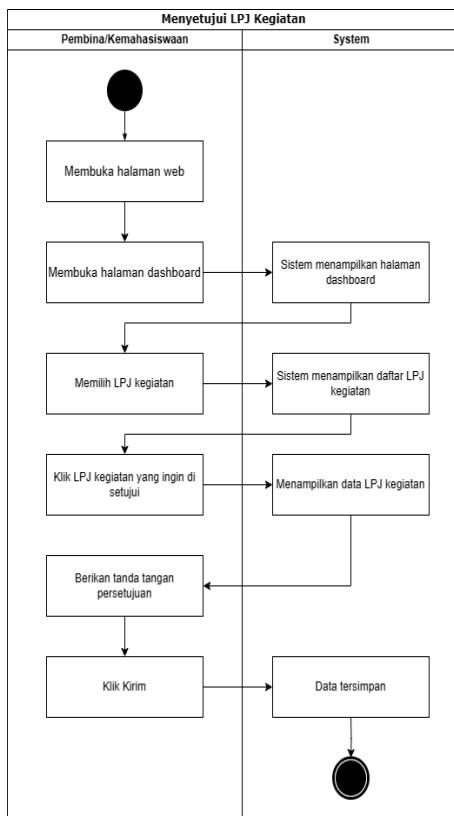 Menyetujui LPJ Kegiatan
Pembina/Kemahasiswaan
System
Membuka halaman web
Membuka halaman dashboard
Sistem menampilkan halaman
dashboard
Memilih LPJ kegiatan
Sistem menampilkan daftar LPJ
kegiatan
Klik LPJ kegiatan yang ingin di
setujui
Menampilkan data LPJ kegiatan
Berikan tanda tangan
persetujuan
Klik Kirim
Data tersimpan